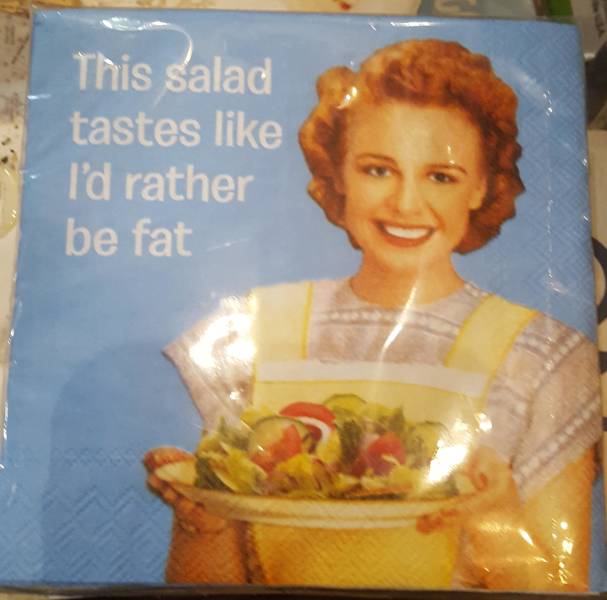 This salad
tastes like
I'd rather
be fat